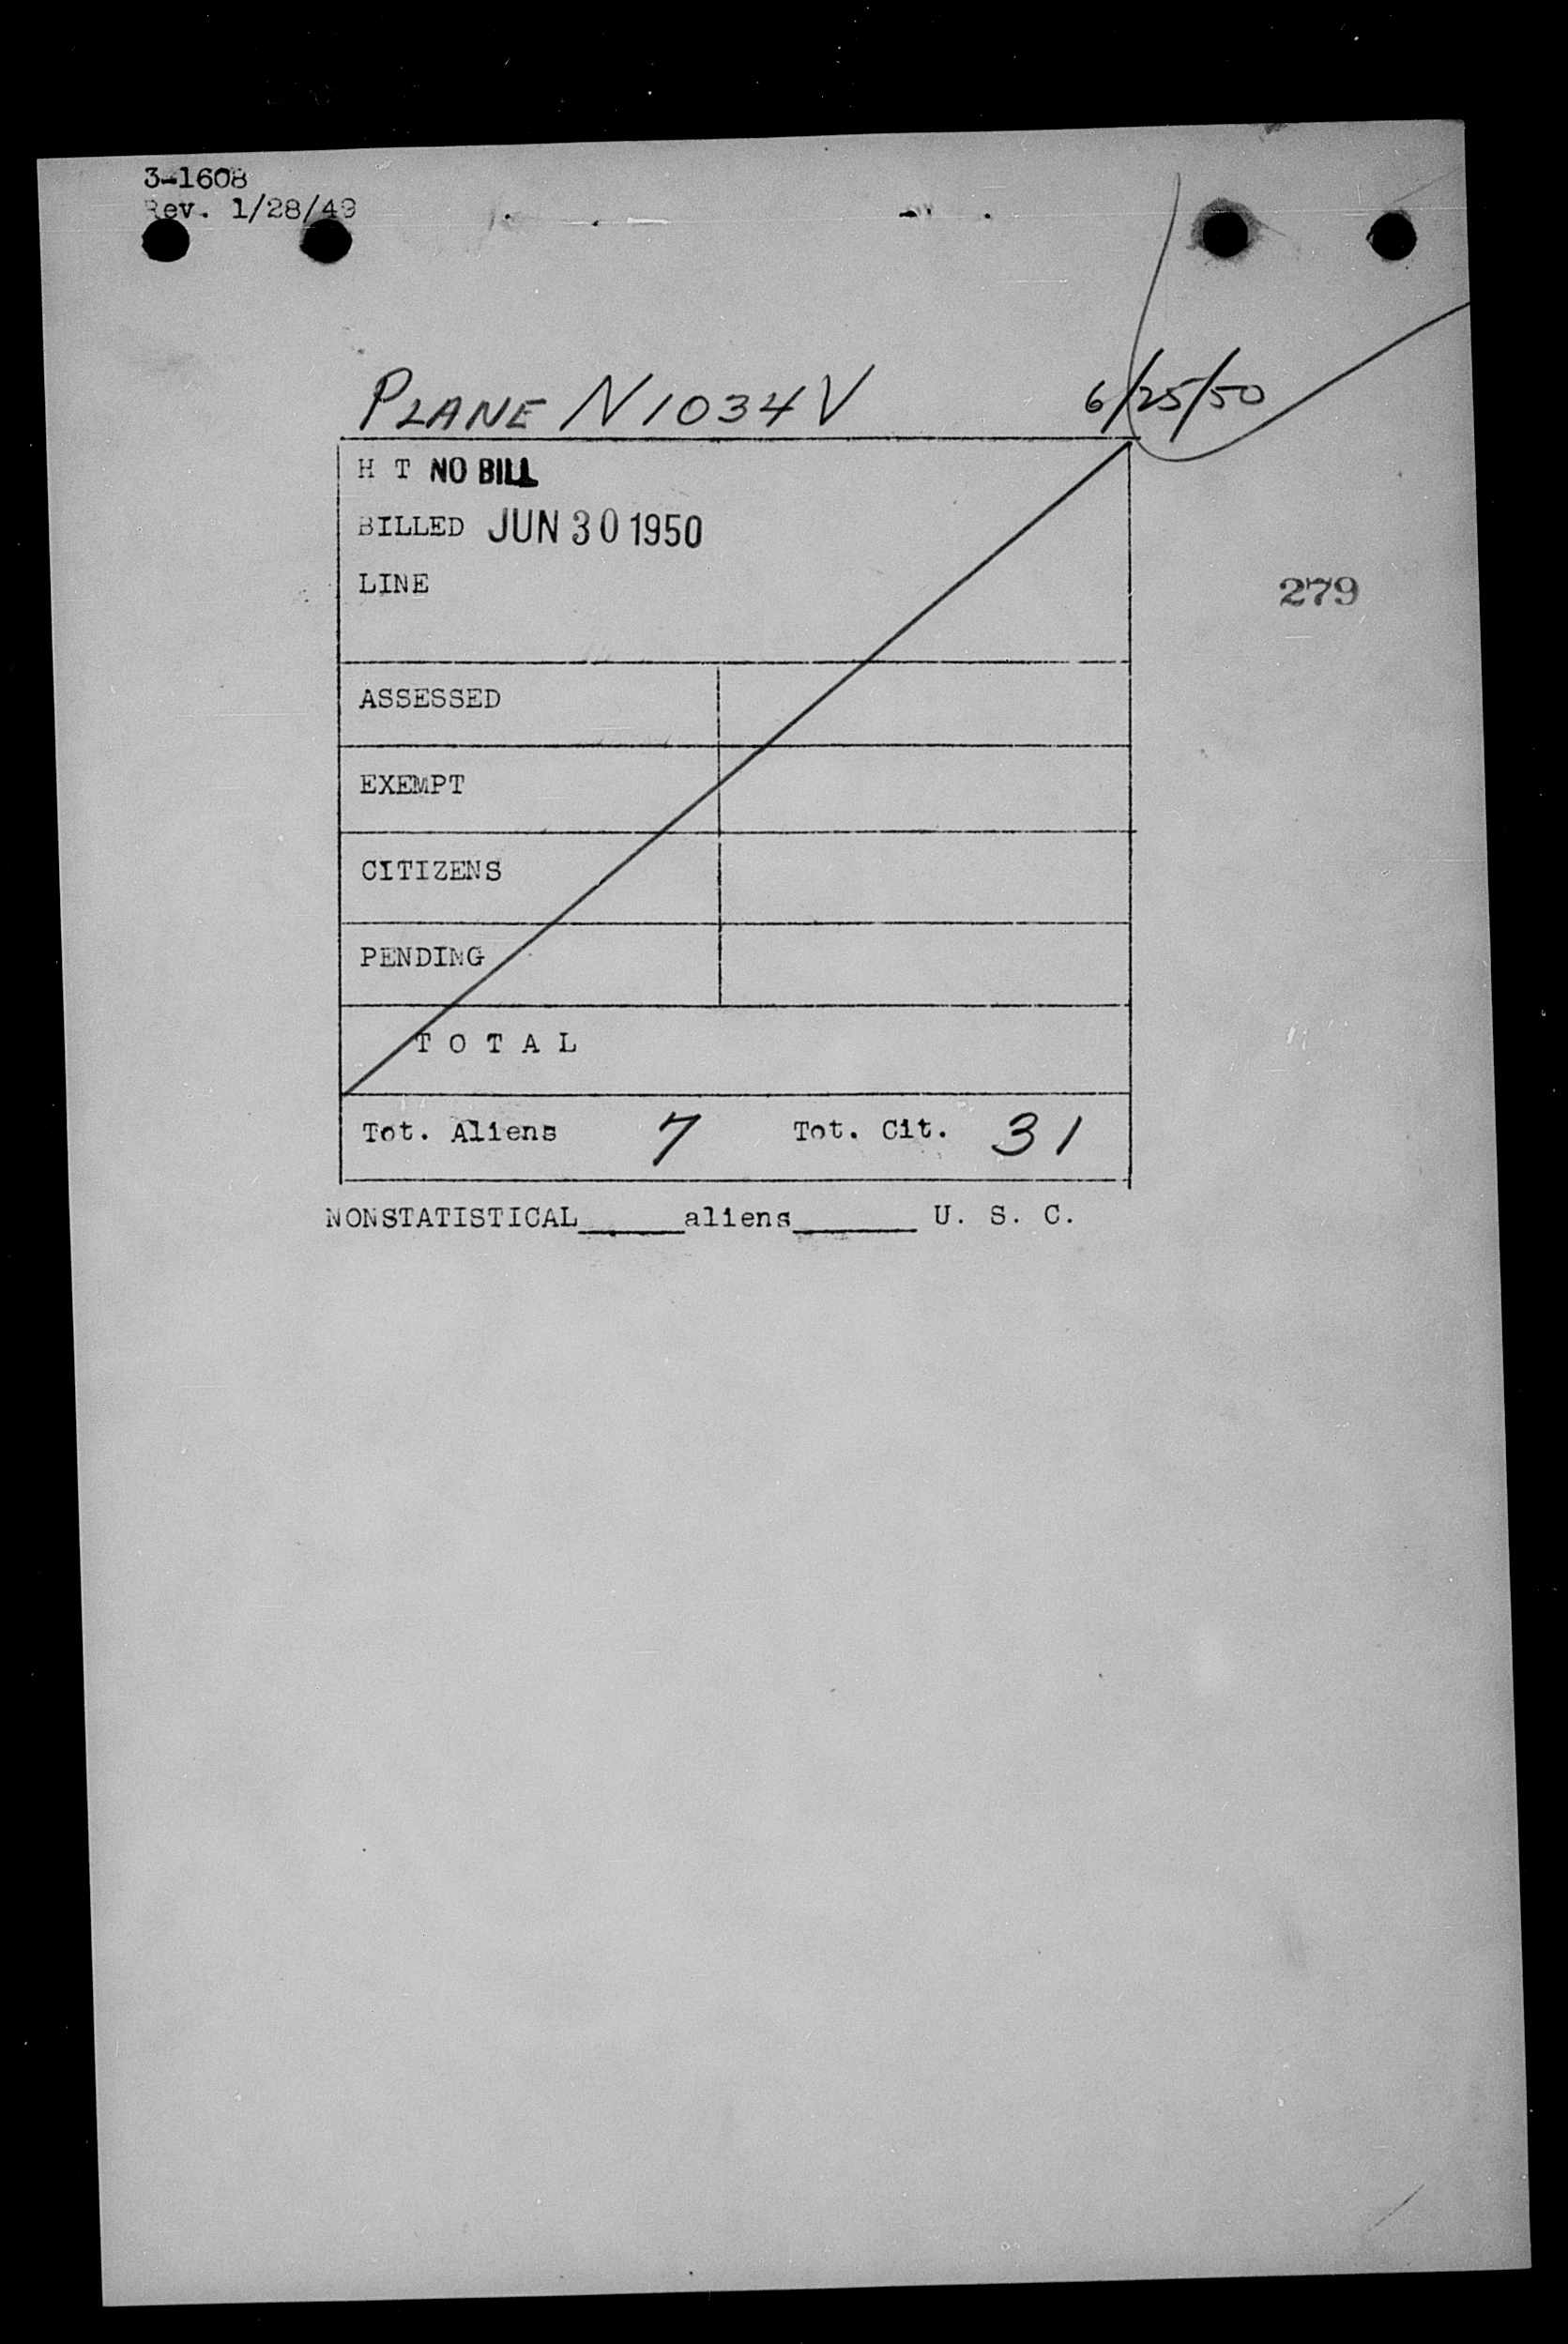 3-1608
Rev. 1/28/49
PLANE N1034V 6/25/50
H T NO BILL
BILLED JUN 30 1950
LINE
279
ASSESSED
EXEMPT
CITIZENS
PENDING
T O T A L
Tot. Aliens 7 Tot. Cit. 31
NONSTATISTICAL______aliens_______ U. S. C.